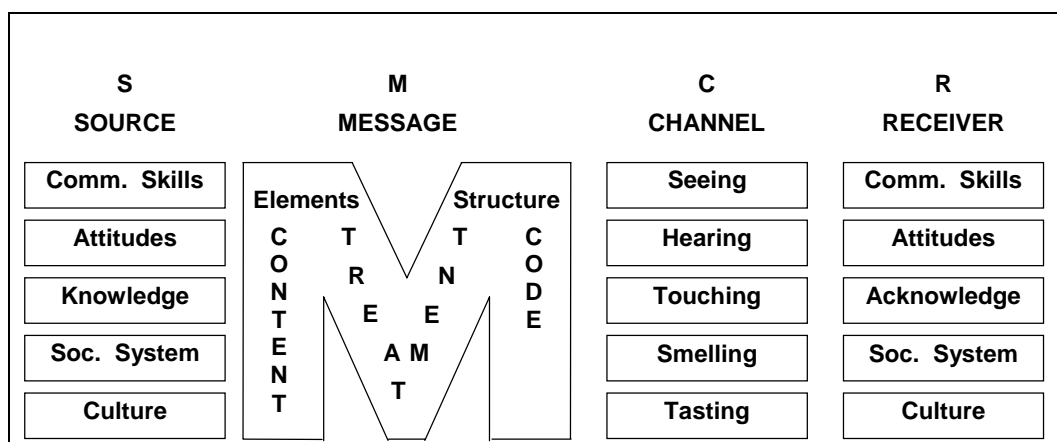 S M C R
SOURCE MESSAGE CHANNEL RECEIVER
Comm. Skills
Attitudes
Knowledge
Soc. System
Culture
Elements Structure
CONTENT
TREATMENT
CODE
Seeing
Hearing
Touching
Smelling
Tasting
Comm. Skills
Attitudes
Acknowledge
Soc. System
Culture